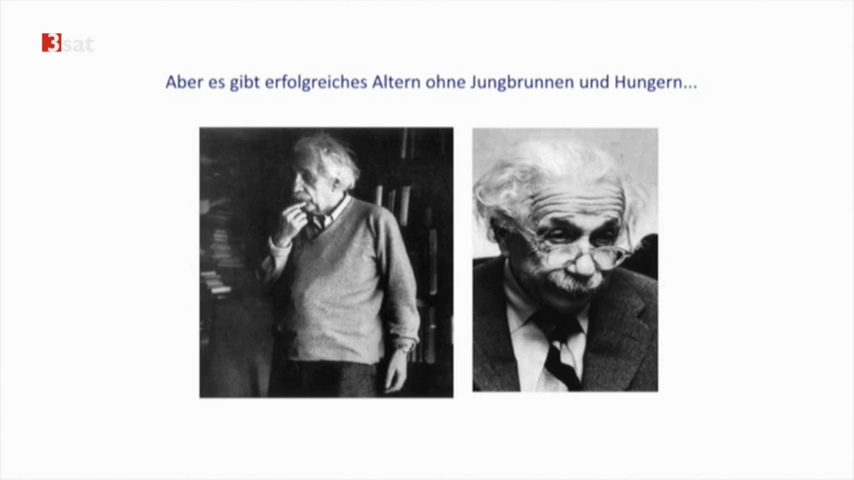 3sat
Aber es gibt erfolgreiches Altern ohne Jungbrunnen und Hungern...